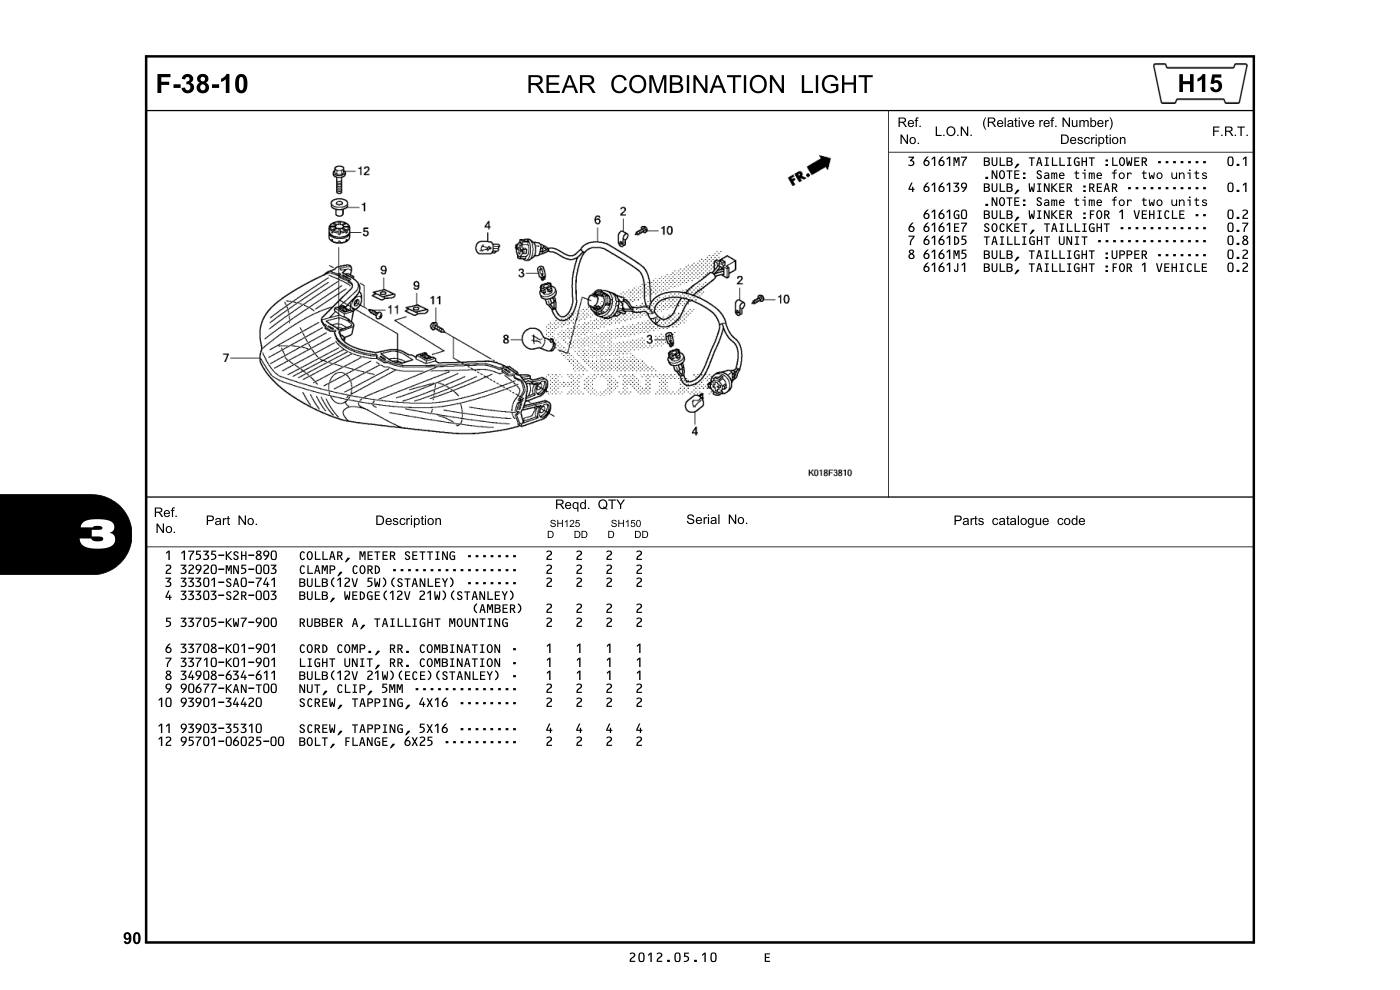 F-38-10
REAR COMBINATION LIGHT
H15
12
1
5
9
9
11
11
7
FR.
4
6
2
10
3
2
10
8
3
4
HONDA
K018F3810
Ref. No. L.O.N. (Relative ref. Number) Description F.R.T.
3 6161M7 BULB, TAILLIGHT :LOWER ------- 0.1
.NOTE: Same time for two units
4 616139 BULB, WINKER :REAR ----------- 0.1
.NOTE: Same time for two units
6161G0 BULB, WINKER :FOR 1 VEHICLE -- 0.2
6 6161E7 SOCKET, TAILLIGHT ------------ 0.7
7 6161D5 TAILLIGHT UNIT --------------- 0.8
8 6161M5 BULB, TAILLIGHT :UPPER ------- 0.2
6161J1 BULB, TAILLIGHT :FOR 1 VEHICLE 0.2
3
Ref. No. Part No. Description Reqd. QTY Serial No. Parts catalogue code
SH125 SH150
D DD D DD
1 17535-KSH-890 COLLAR, METER SETTING ------- 2 2 2 2
2 32920-MN5-003 CLAMP, CORD ----------------- 2 2 2 2
3 33301-SA0-741 BULB(12V 5W)(STANLEY) ------- 2 2 2 2
4 33303-S2R-003 BULB, WEDGE(12V 21W)(STANLEY)
(AMBER) 2 2 2 2
5 33705-KW7-900 RUBBER A, TAILLIGHT MOUNTING 2 2 2 2
6 33708-K01-901 CORD COMP., RR. COMBINATION - 1 1 1 1
7 33710-K01-901 LIGHT UNIT, RR. COMBINATION - 1 1 1 1
8 34908-634-611 BULB(12V 21W)(ECE)(STANLEY) - 1 1 1 1
9 90677-KAN-T00 NUT, CLIP, 5MM -------------- 2 2 2 2
10 93901-34420 SCREW, TAPPING, 4X16 -------- 2 2 2 2
11 93903-35310 SCREW, TAPPING, 5X16 -------- 4 4 4 4
12 95701-06025-00 BOLT, FLANGE, 6X25 ---------- 2 2 2 2
90
2012.05.10 E